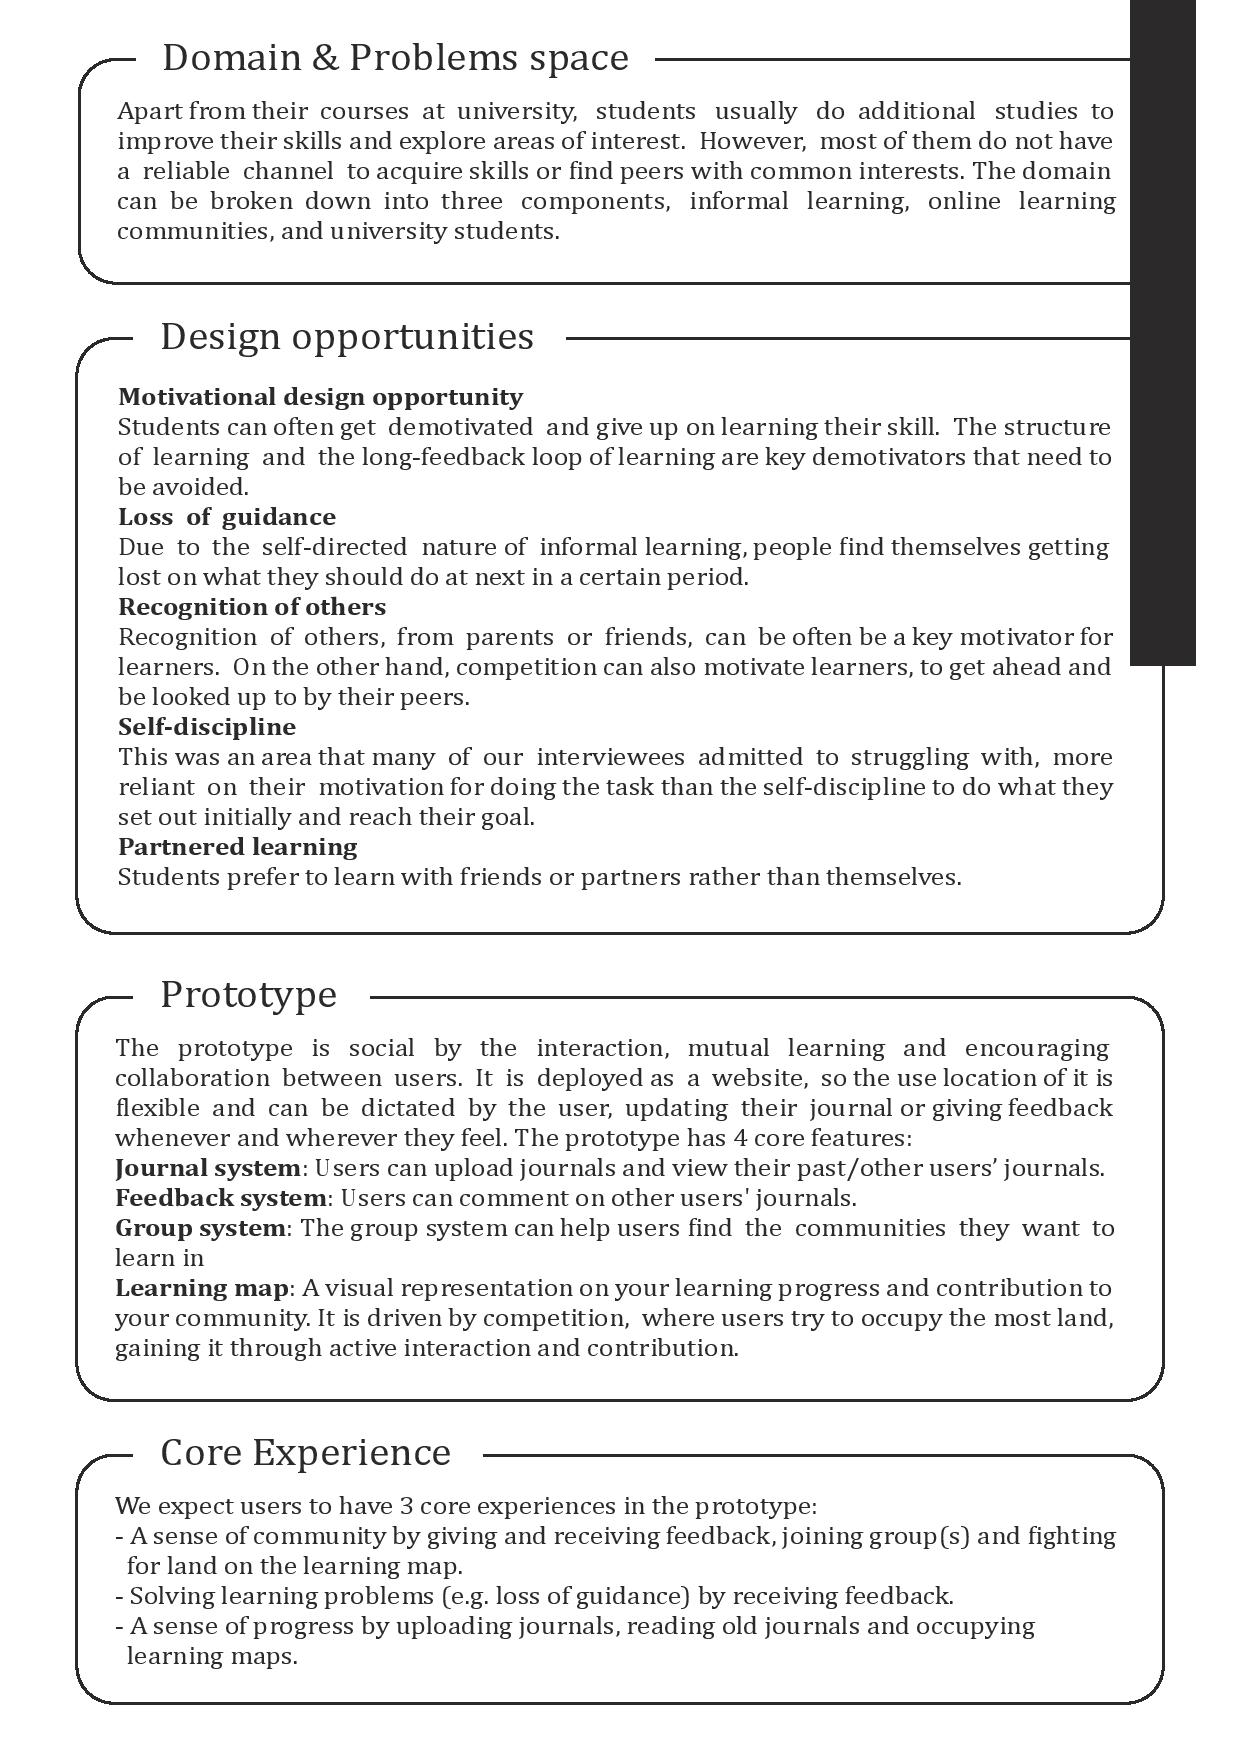 Domain & Problems space
Apart from their courses at university, students usually do additional studies to
improve their skills and explore areas of interest. However, most of them do not have
a reliable channel to acquire skills or find peers with common interests. The domain
can be broken down into three components, informal learning, online learning
communities, and university students.
Design opportunities
Motivational design opportunity
Students can often get demotivated and give up on learning their skill. The structure
of learning and the long-feedback loop of learning are key demotivators that need to
be avoided.
Loss of guidance
Due to the self-directed nature of informal learning, people find themselves getting
lost on what they should do at next in a certain period.
Recognition of others
Recognition of others, from parents or friends, can be often be a key motivator for
learners. On the other hand, competition can also motivate learners, to get ahead and
be looked up to by their peers.
Self-discipline
This was an area that many of our interviewees admitted to struggling with, more
reliant on their motivation for doing the task than the self-discipline to do what they
set out initially and reach their goal.
Partnered learning
Students prefer to learn with friends or partners rather than themselves.
Prototype
The prototype is social by the interaction, mutual learning and encouraging
collaboration between users. It is deployed as a website, so the use location of it is
flexible and can be dictated by the user, updating their journal or giving feedback
whenever and wherever they feel. The prototype has 4 core features:
Journal system: Users can upload journals and view their past/other users’ journals.
Feedback system: Users can comment on other users' journals.
Group system: The group system can help users find the communities they want to
learn in
Learning map: A visual representation on your learning progress and contribution to
your community. It is driven by competition, where users try to occupy the most land,
gaining it through active interaction and contribution.
Core Experience
We expect users to have 3 core experiences in the prototype:
- A sense of community by giving and receiving feedback, joining group(s) and fighting
for land on the learning map.
- Solving learning problems (e.g. loss of guidance) by receiving feedback.
- A sense of progress by uploading journals, reading old journals and occupying
learning maps.